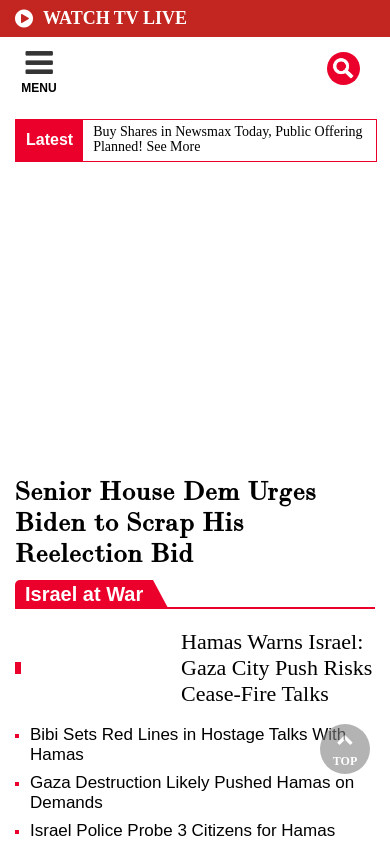 WATCH TV LIVE
MENU
Latest
Buy Shares in Newsmax Today, Public Offering
Planned! See More
Senior House Dem Urges
Biden to Scrap His
Reelection Bid
Israel at War
Hamas Warns Israel:
Gaza City Push Risks
Cease-Fire Talks
Bibi Sets Red Lines in Hostage Talks With
Hamas
TOP
Gaza Destruction Likely Pushed Hamas on
Demands
Israel Police Probe 3 Citizens for Hamas